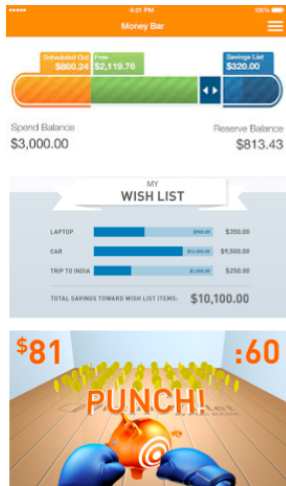 4:21 PM 100%
Money Bar
Scheduled Out Free Savings List
$880.24 $2,119.76 $320.00
Spend Balance Reserve Balance
$3,000.00 $813.43
MY
WISH LIST
LAPTOP $350.00
CAR $9,500.00
TRIP TO INDIA $250.00
TOTAL SAVINGS TOWARD WISH LIST ITEMS: $10,100.00
$81 :60
PUNCH!